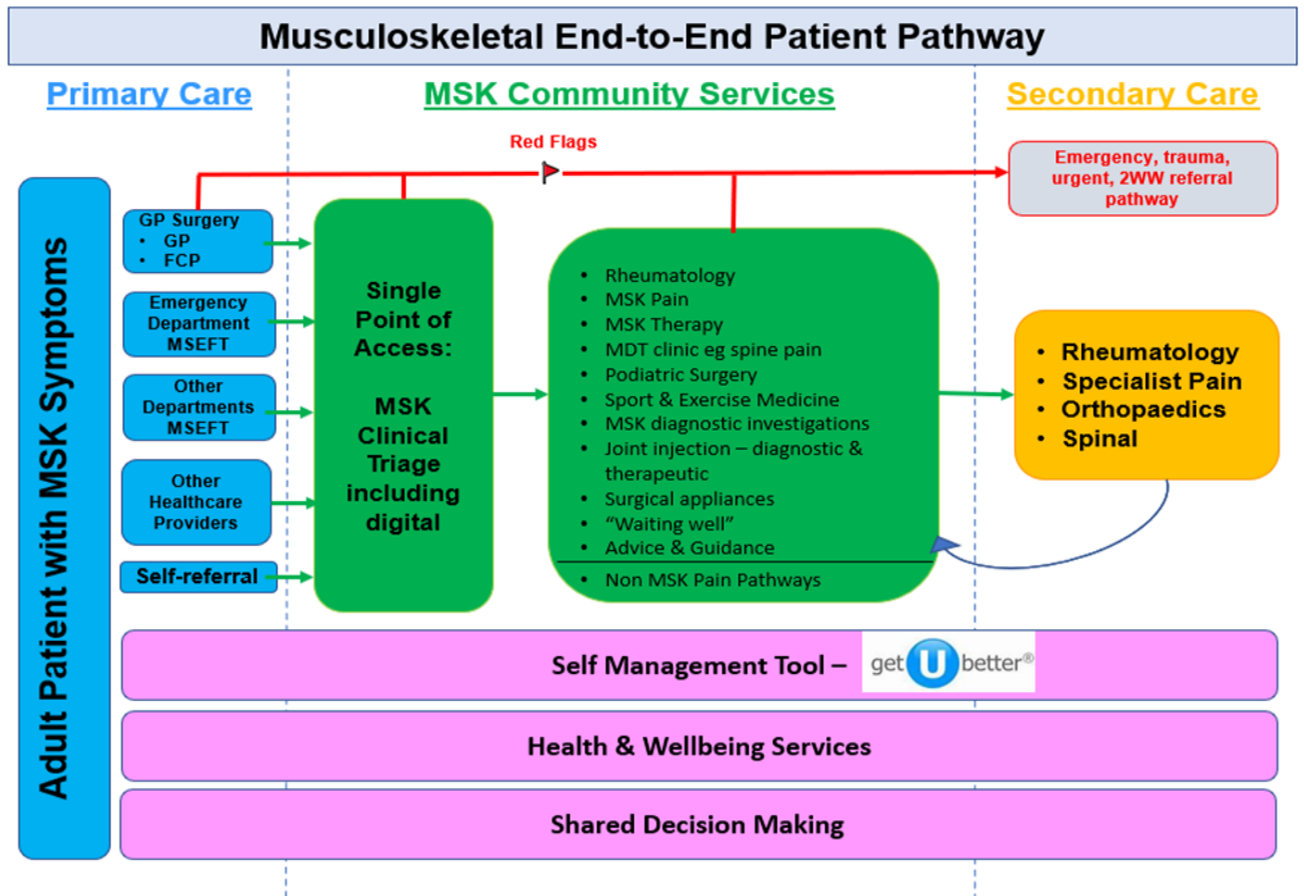 Musculoskeletal End-to-End Patient Pathway
Primary Care
MSK Community Services
Secondary Care
Red Flags
Emergency, trauma,
urgent, 2WW referral
pathway
Adult Patient with MSK Symptoms
GP Surgery
• GP
• FCP
Emergency
Department
MSEFT
Other
Departments
MSEFT
Other
Healthcare
Providers
Self-referral
Single
Point of
Access:
MSK
Clinical
Triage
including
digital
• Rheumatology
• MSK Pain
• MSK Therapy
• MDT clinic eg spine pain
• Podiatric Surgery
• Sport & Exercise Medicine
• MSK diagnostic investigations
• Joint injection – diagnostic &
therapeutic
• Surgical appliances
• “Waiting well”
• Advice & Guidance
• Non MSK Pain Pathways
• Rheumatology
• Specialist Pain
• Orthopaedics
• Spinal
Self Management Tool – get U better®
Health & Wellbeing Services
Shared Decision Making